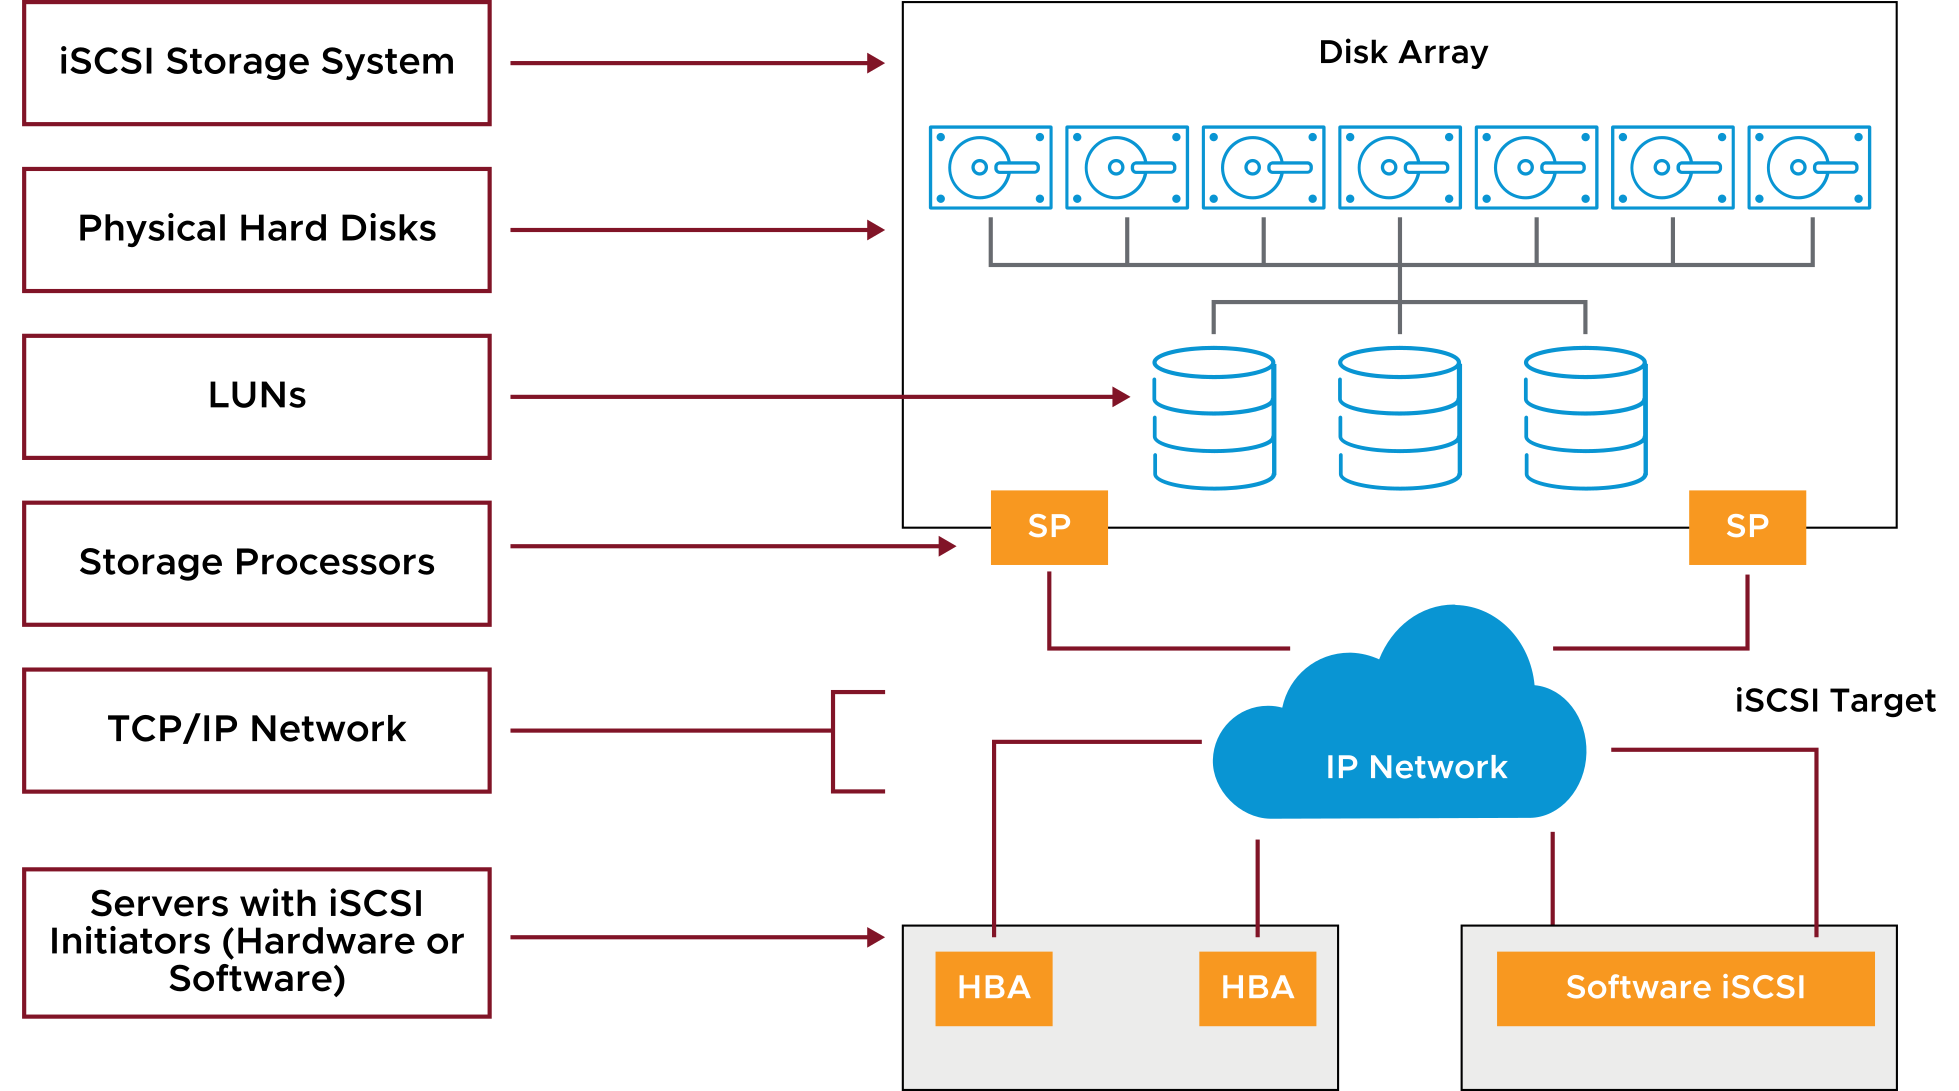 iSCSI Storage System
Disk Array
Physical Hard Disks
LUNs
SP
SP
Storage Processors
iSCSI Target
TCP/IP Network
IP Network
Servers with iSCSI
Initiators (Hardware or
Software)
HBA
HBA
Software iSCSI